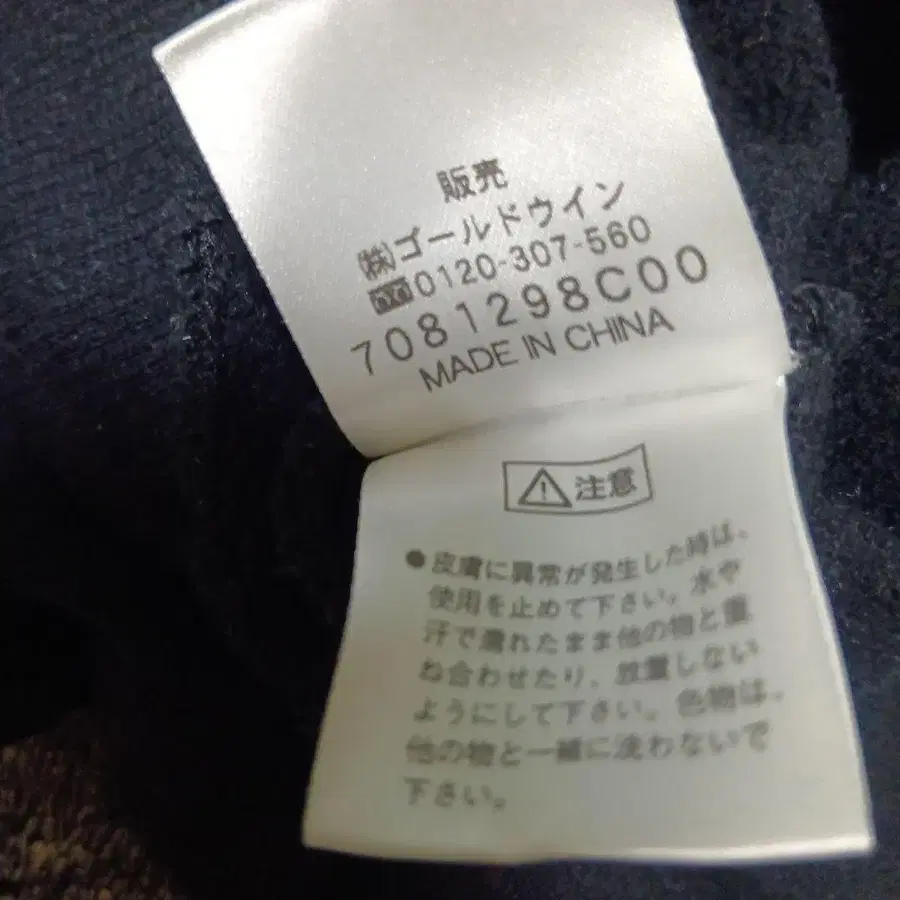 販売
㈱ゴールドウイン
0120-307-560
7081298C00
MADE IN CHINA
注意
●皮膚に異常が発生した時は、
使用を止めて下さい。水や
汗で濡れたまま他の物と重
ね合わせたり、放置しない
ようにして下さい。色物は、
他の物と一緒に洗わないで
下さい。